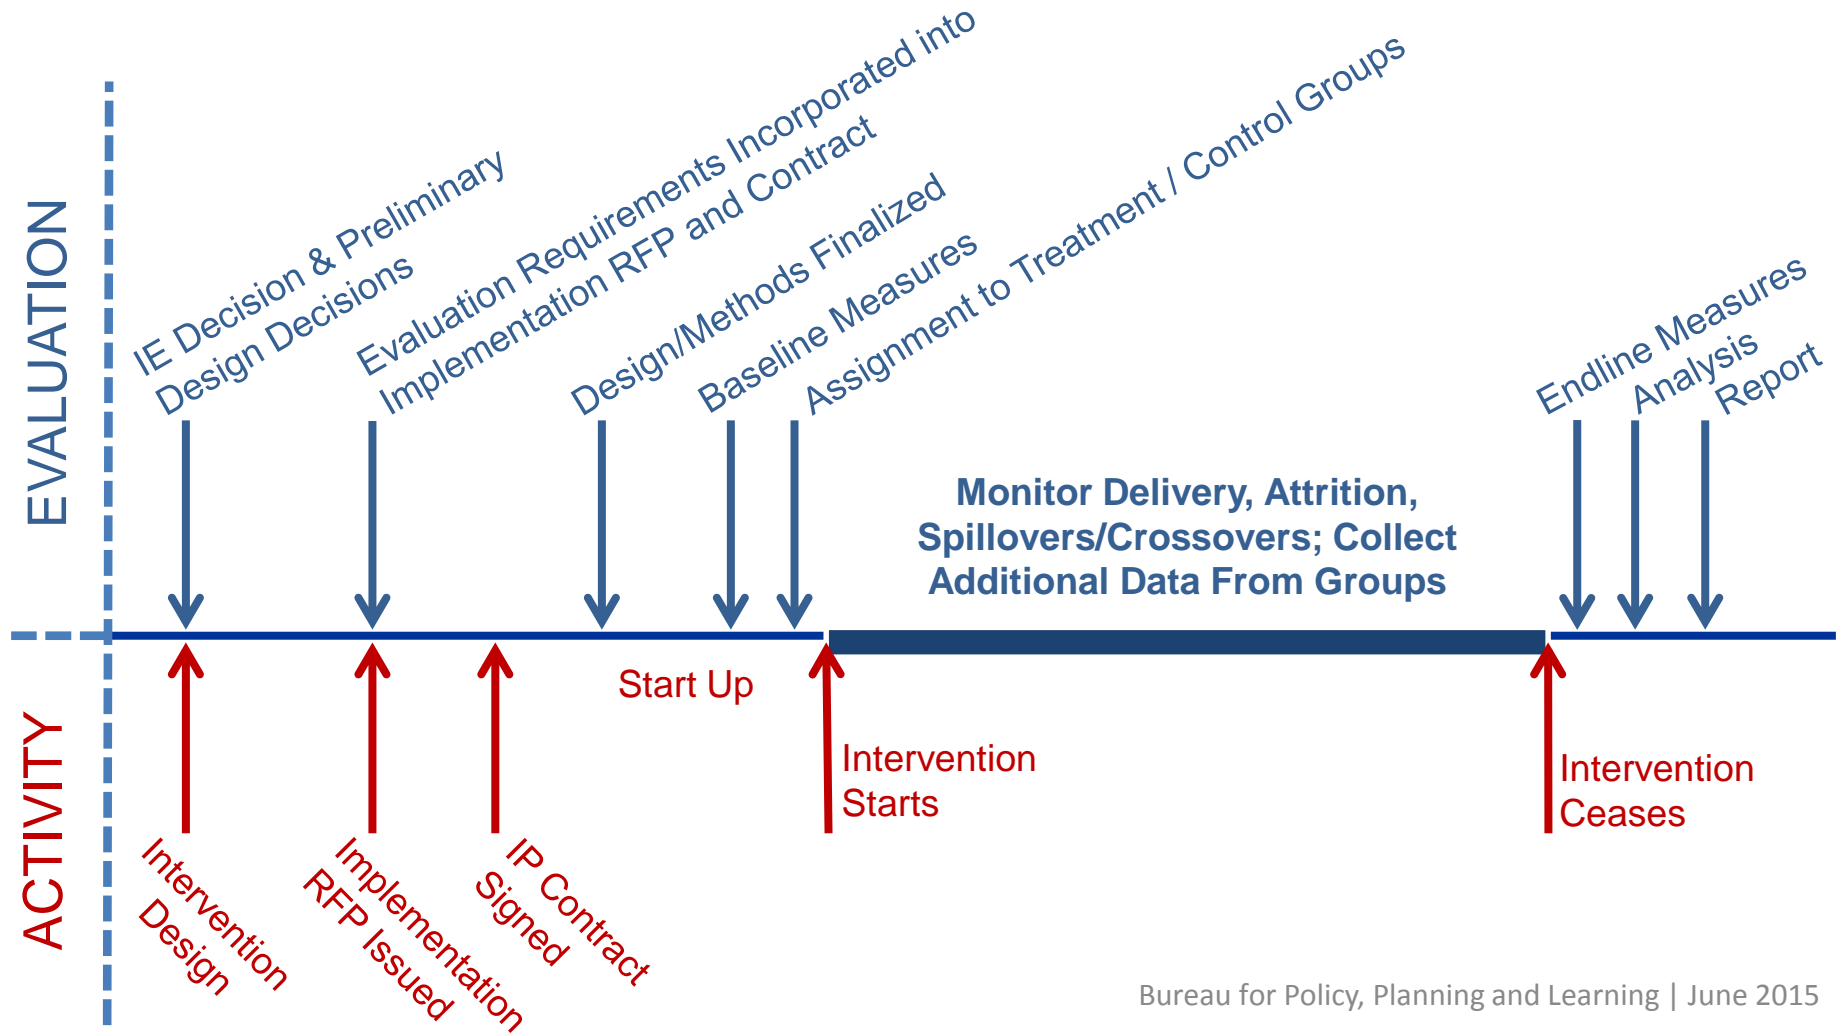 EVALUATION
IE Decision & Preliminary
Design Decisions
Evaluation Requirements Incorporated into
Implementation RFP and Contract
Design/Methods Finalized
Baseline Measures
Assignment to Treatment / Control Groups
Endline Measures
Analysis
Report
Monitor Delivery, Attrition,
Spillovers/Crossovers; Collect
Additional Data From Groups
ACTIVITY
Intervention
Design
Implementation
RFP Issued
IP Contract
Signed
Start Up
Intervention
Starts
Intervention
Ceases
Bureau for Policy, Planning and Learning | June 2015